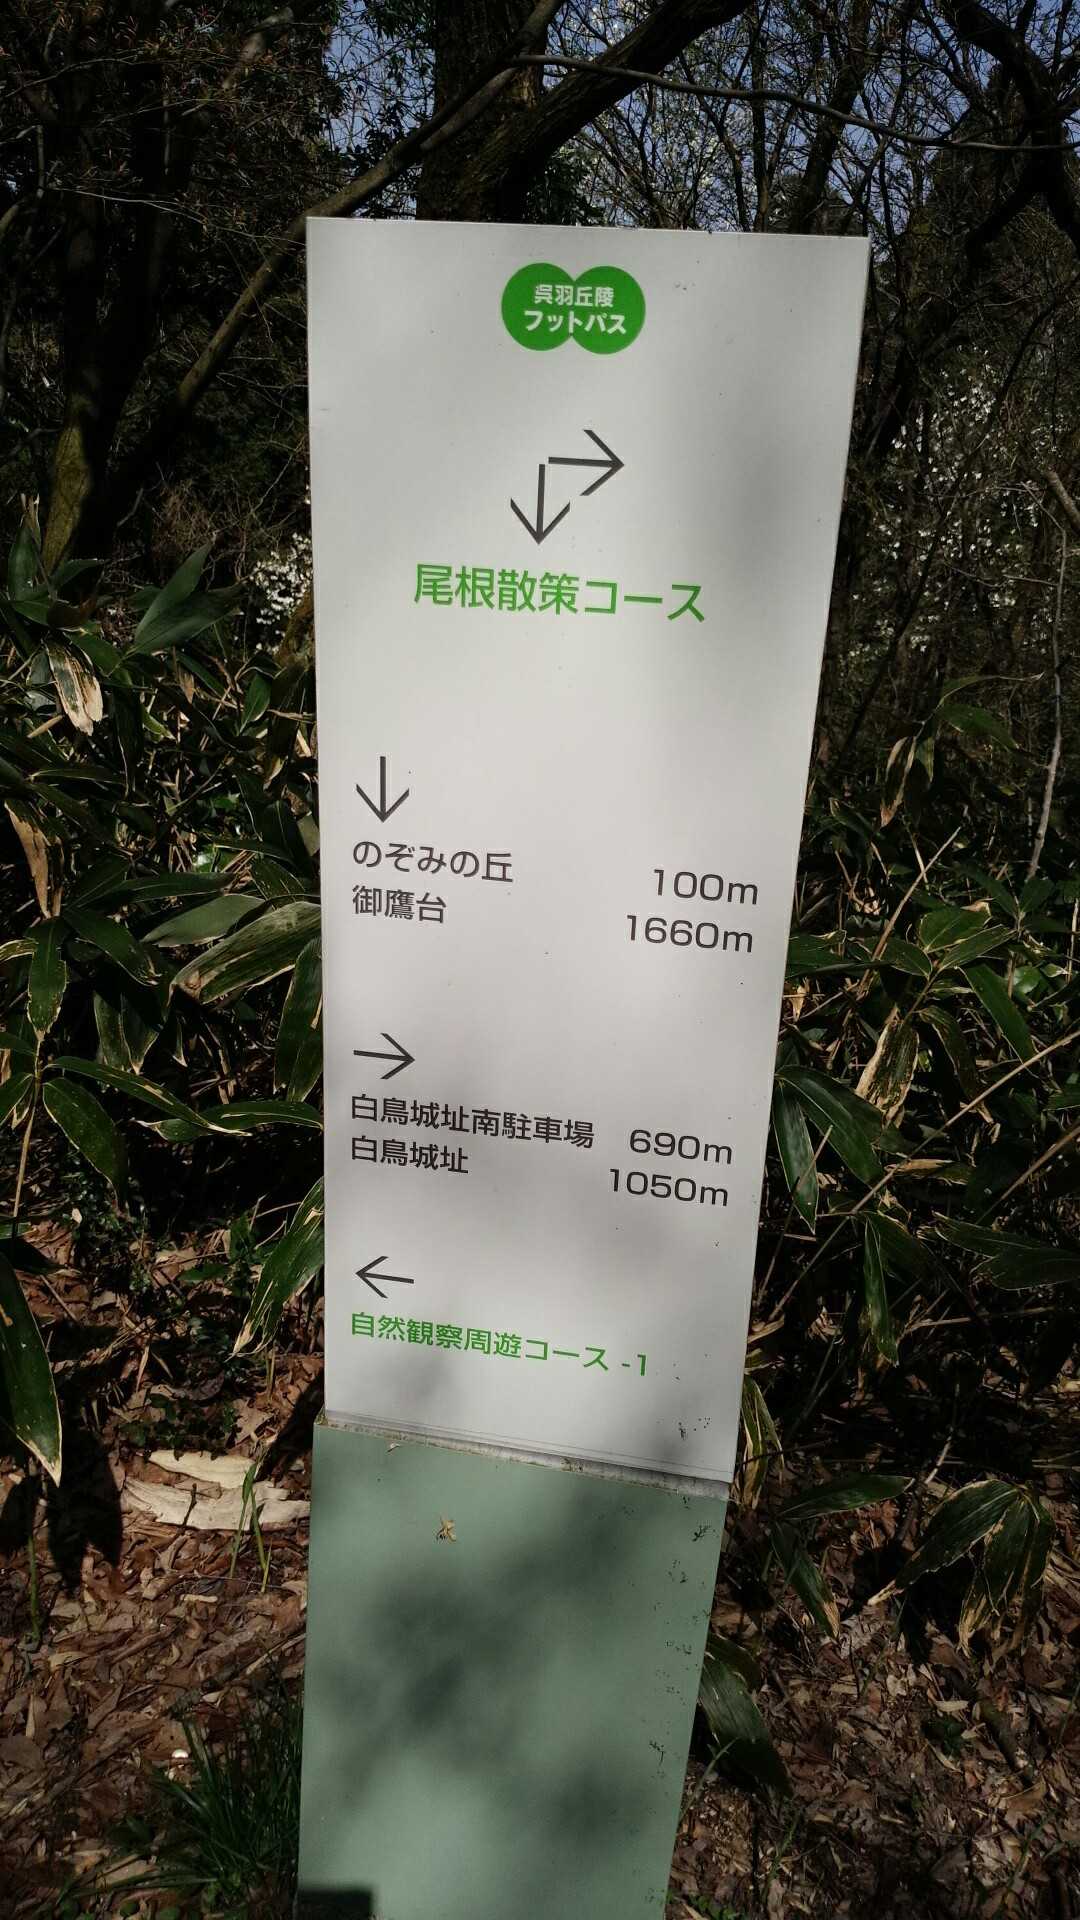 呉羽丘陵
フットパス
尾根散策コース
のぞみの丘 100m
御鷹台 1660m
白鳥城址南駐車場 690m
白鳥城址 1050m
自然観察周遊コース -1